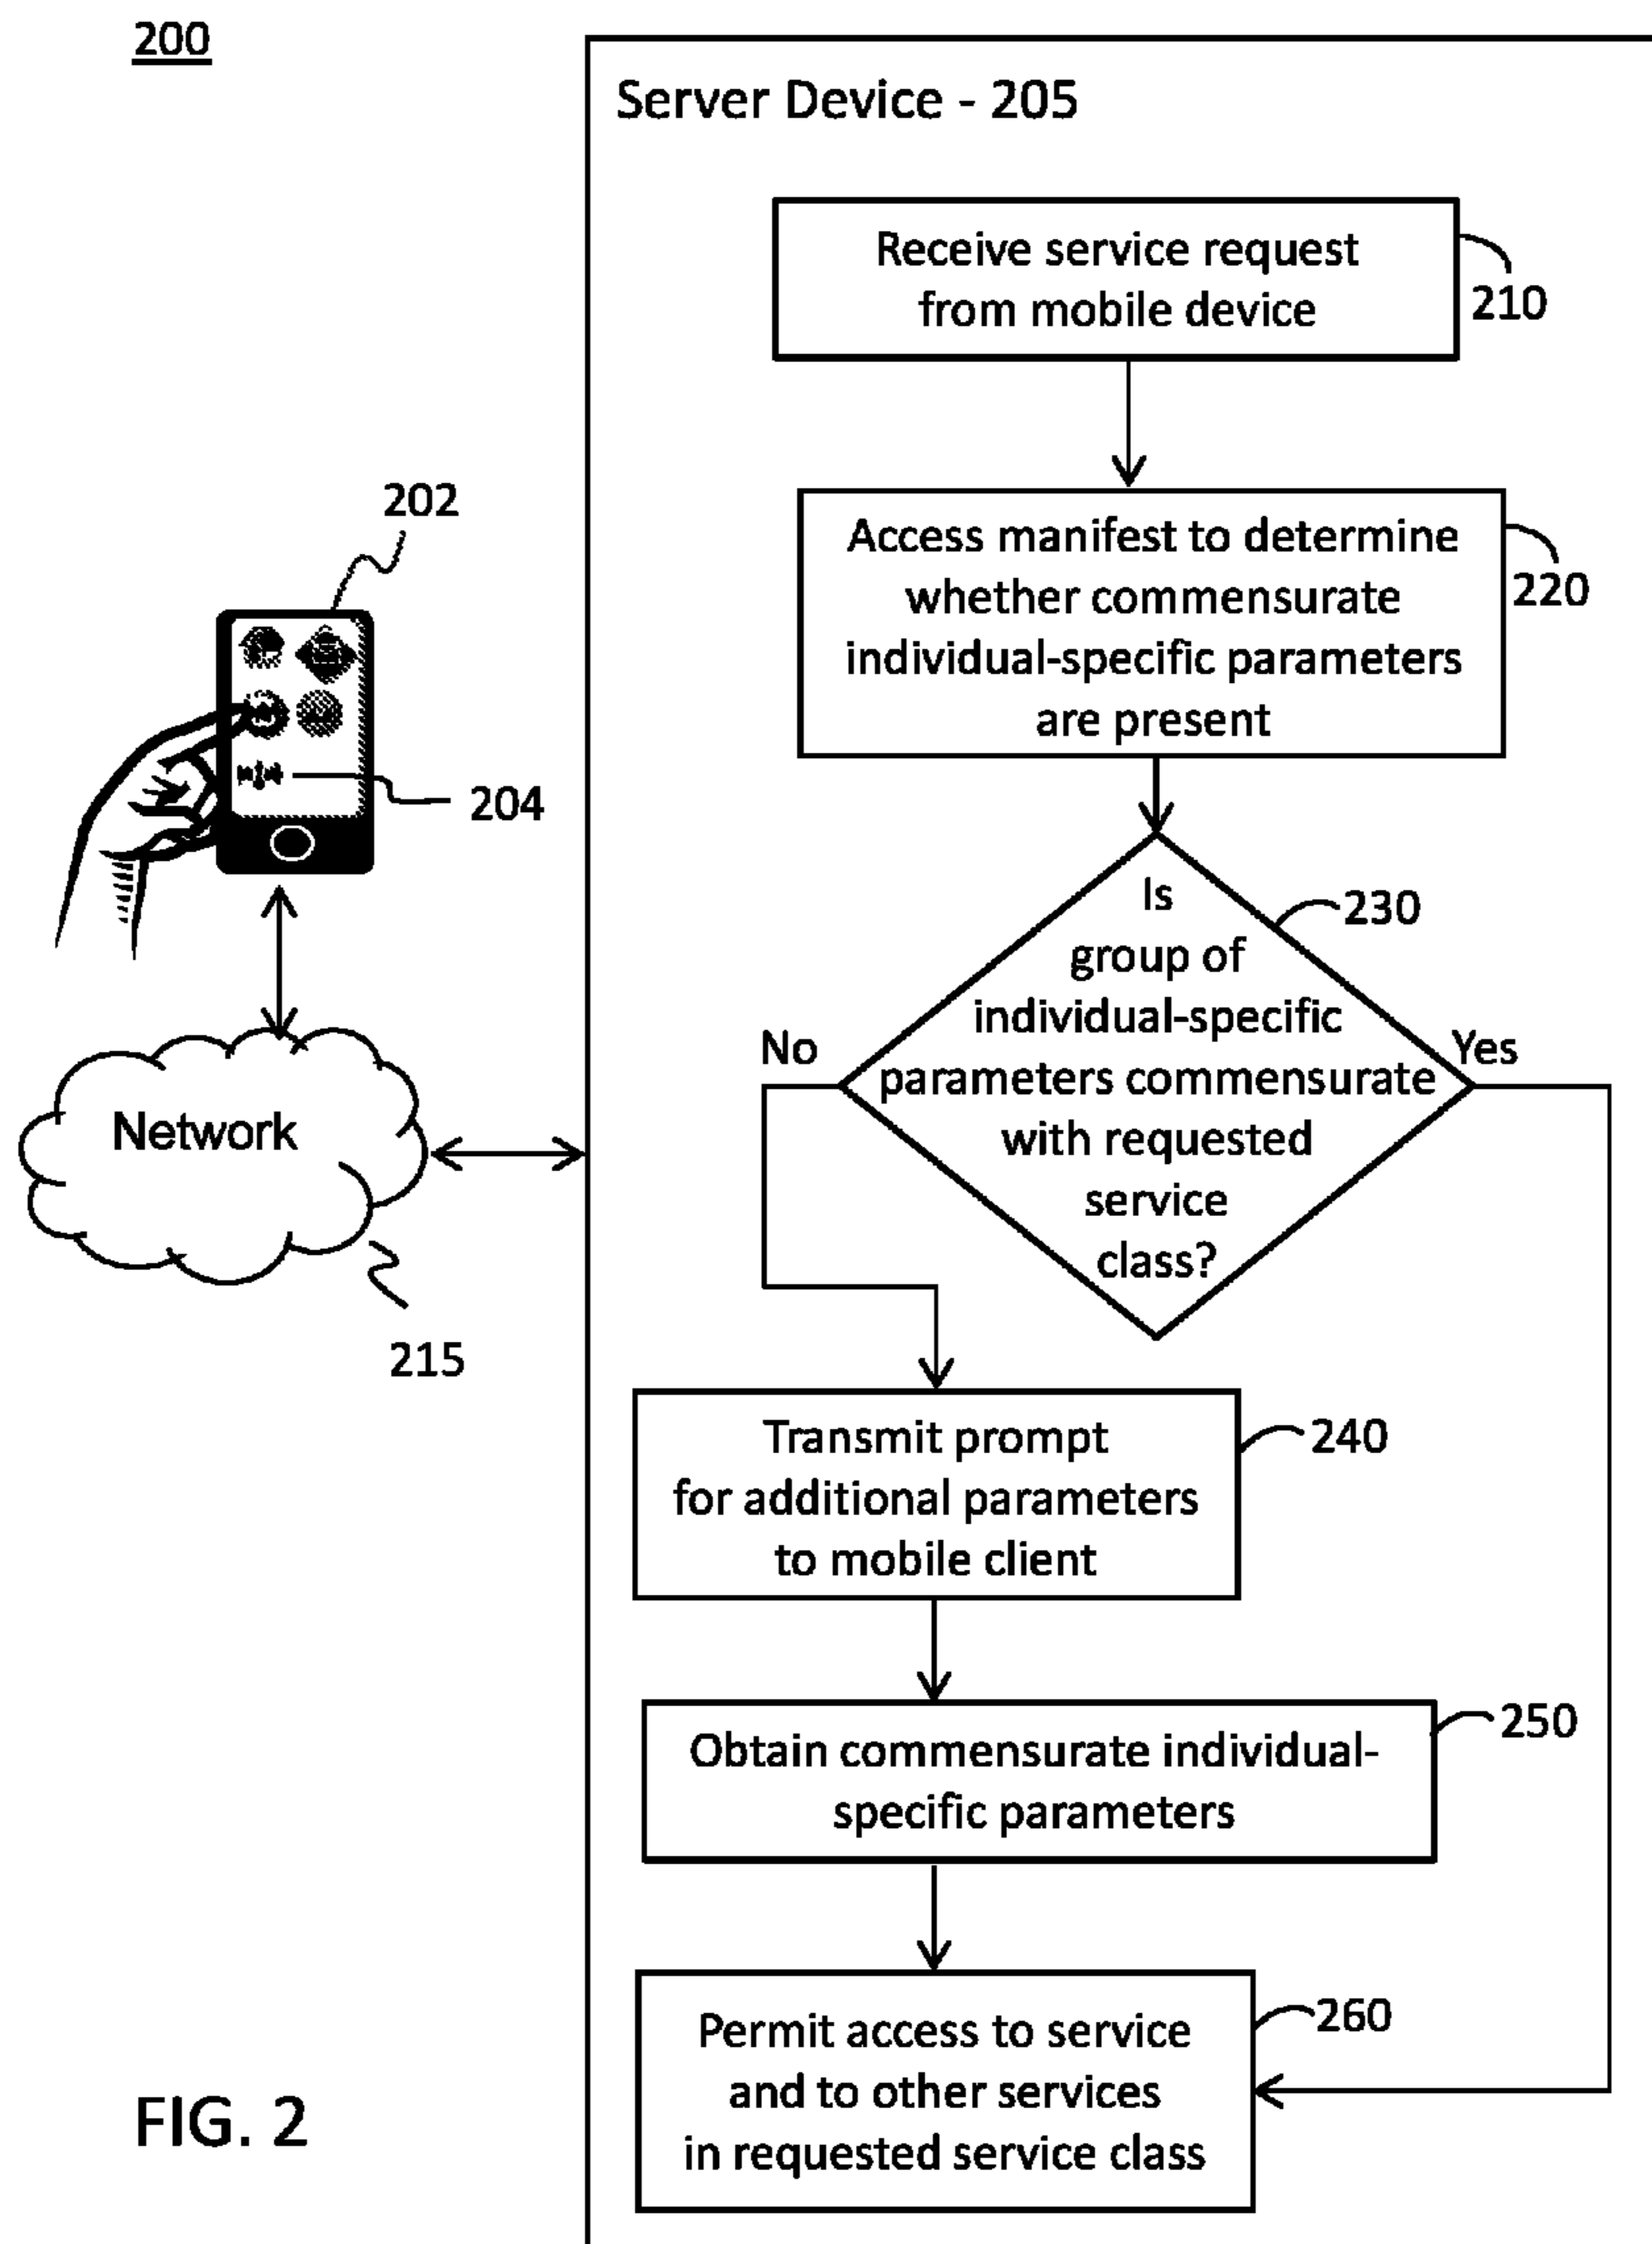 200
Server Device - 205
Receive service request
from mobile device
210
Access manifest to determine
whether commensurate
individual-specific parameters
are present
220
202
204
Is
group of
individual-specific
parameters commensurate
with requested
service
class?
230
No
Yes
Network
215
Transmit prompt
for additional parameters
to mobile client
240
Obtain commensurate individual-
specific parameters
250
Permit access to service
and to other services
in requested service class
260
FIG. 2